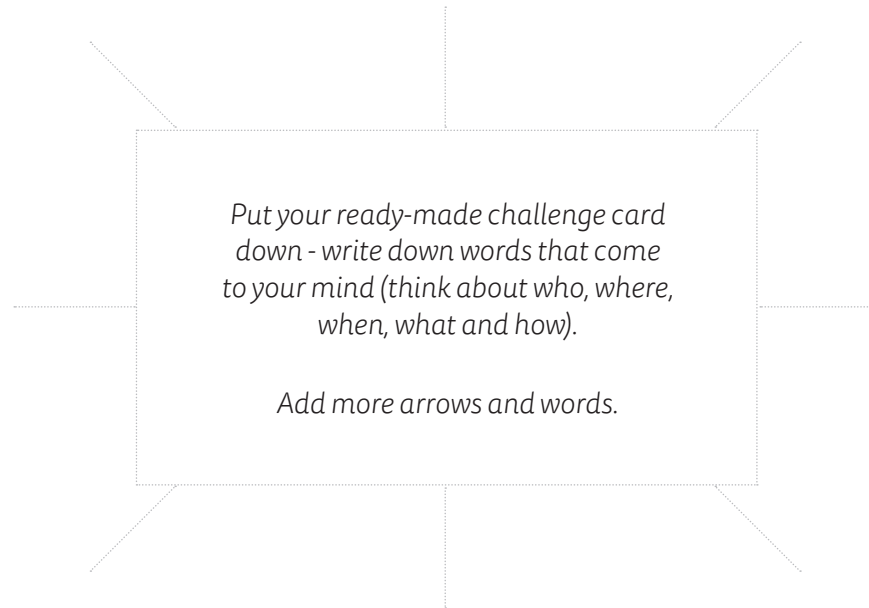 Put your ready-made challenge card
down - write down words that come
to your mind (think about who, where,
when, what and how).
Add more arrows and words.